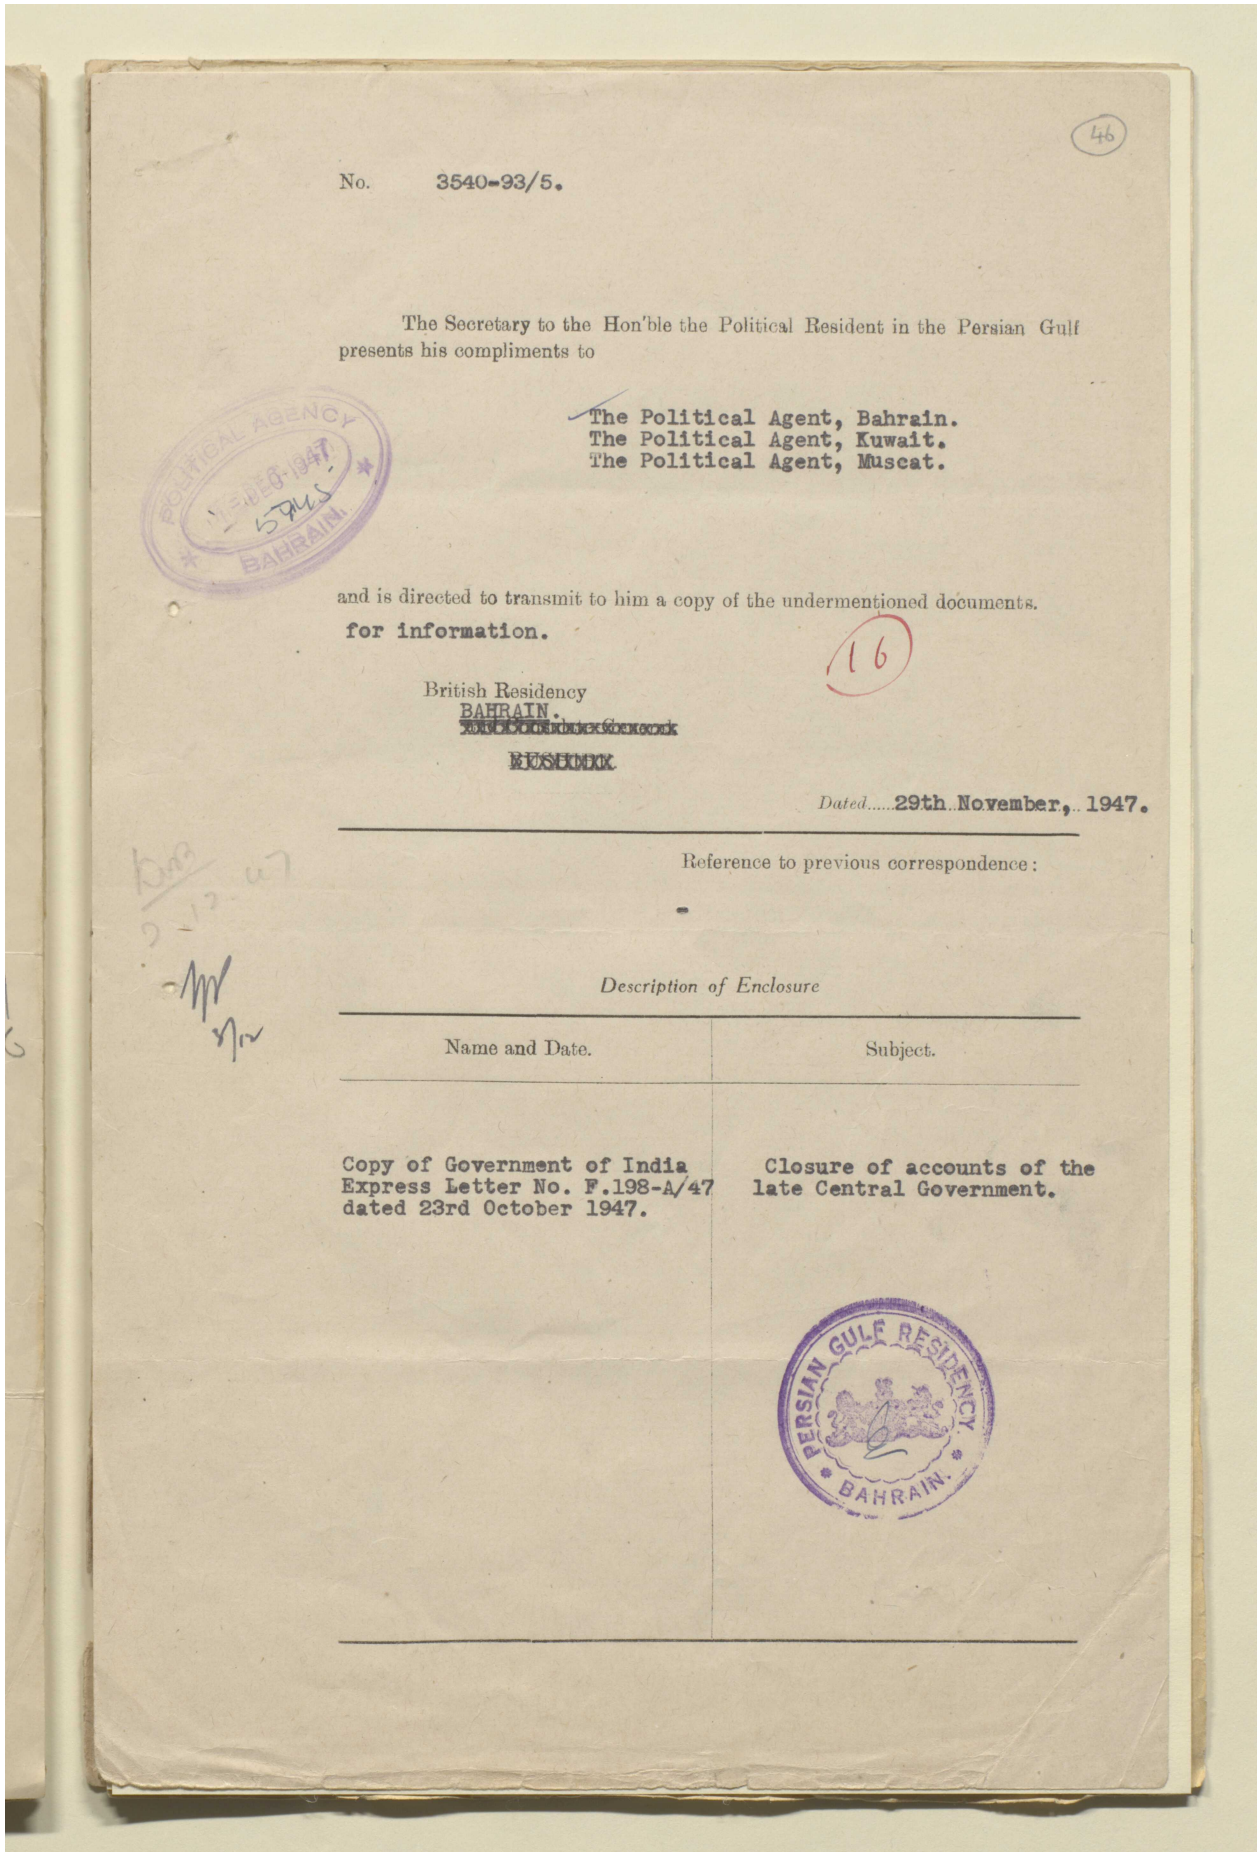 46
No. 3540-93/5.
The Secretary to the Hon'ble the Political Resident in the Persian Gulf
presents his compliments to
The Political Agent, Bahrain.
The Political Agent, Kuwait.
The Political Agent, Muscat.
POLITICAL AGENCY
DEC 1947
BAHRAIN.
and is directed to transmit to him a copy of the undermentioned documents.
for information.
16
British Residency
BAHRAIN.
Dated......29th November, 1947.
Reference to previous correspondence:
-
Description of Enclosure
3/12
Name and Date. Subject.
Copy of Government of India
Express Letter No. F.198-A/47
dated 23rd October 1947.
Closure of accounts of the
late Central Government.
PERSIAN GULF RESIDENCY.
BAHRAIN.